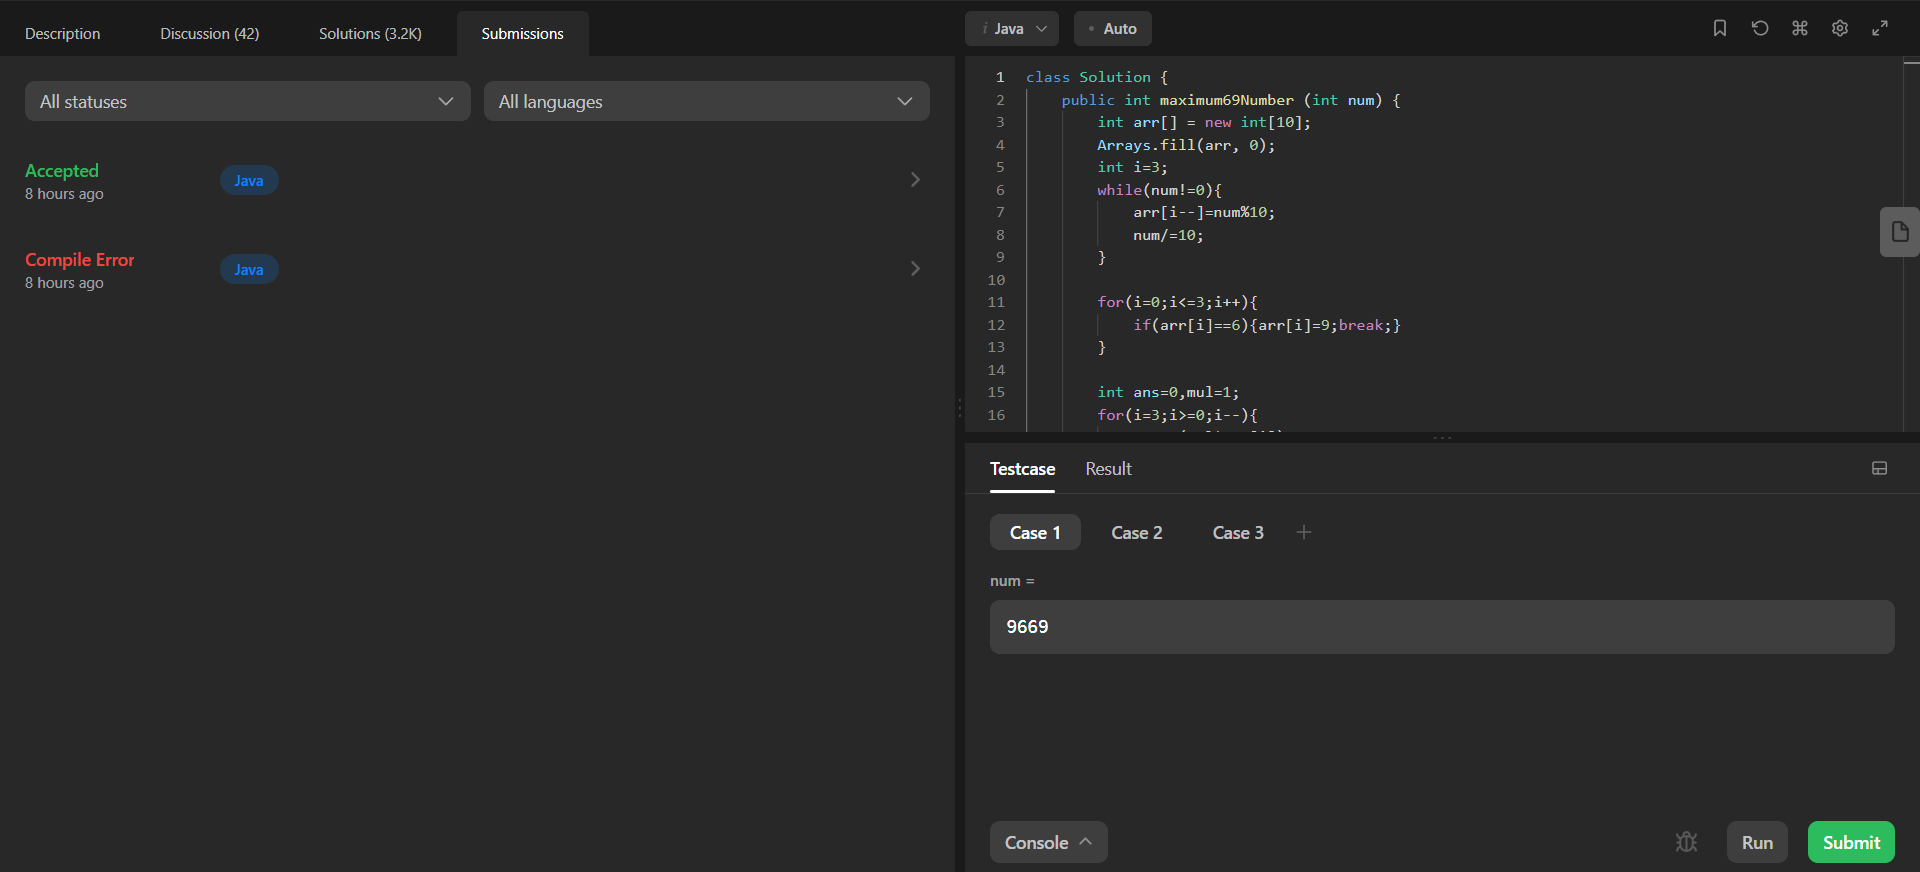 Description
Discussion (42)
Solutions (3.2K)
Submissions
All statuses
All languages
Accepted
8 hours ago
Java
Compile Error
8 hours ago
Java
i Java
Auto
1 class Solution {
2 public int maximum69Number (int num) {
3 int arr[] = new int[10];
4 Arrays.fill(arr, 0);
5 int i=3;
6 while(num!=0){
7 arr[i--]=num%10;
8 num/=10;
9 }
10
11 for(i=0;i<=3;i++){
12 if(arr[i]==6){arr[i]=9;break;}
13 }
14
15 int ans=0,mul=1;
16 for(i=3;i>=0;i--){
Testcase
Result
Case 1
Case 2
Case 3
num =
9669
Console
Run
Submit